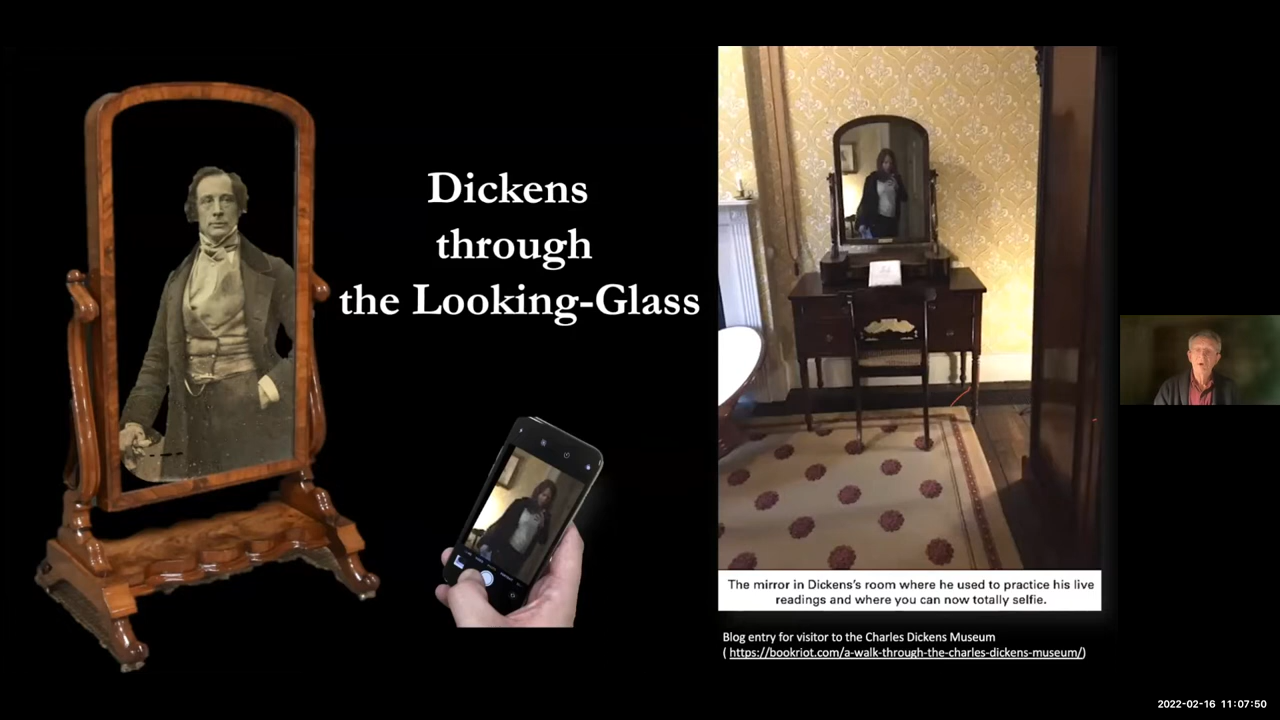 Dickens
through
the Looking-Glass
The mirror in Dickens's room where he used to practice his live
readings and where you can now totally selfie.
Blog entry for visitor to the Charles Dickens Museum
( https://bookriot.com/a-walk-through-the-charles-dickens-museum/)
2022-02-16 11:07:50